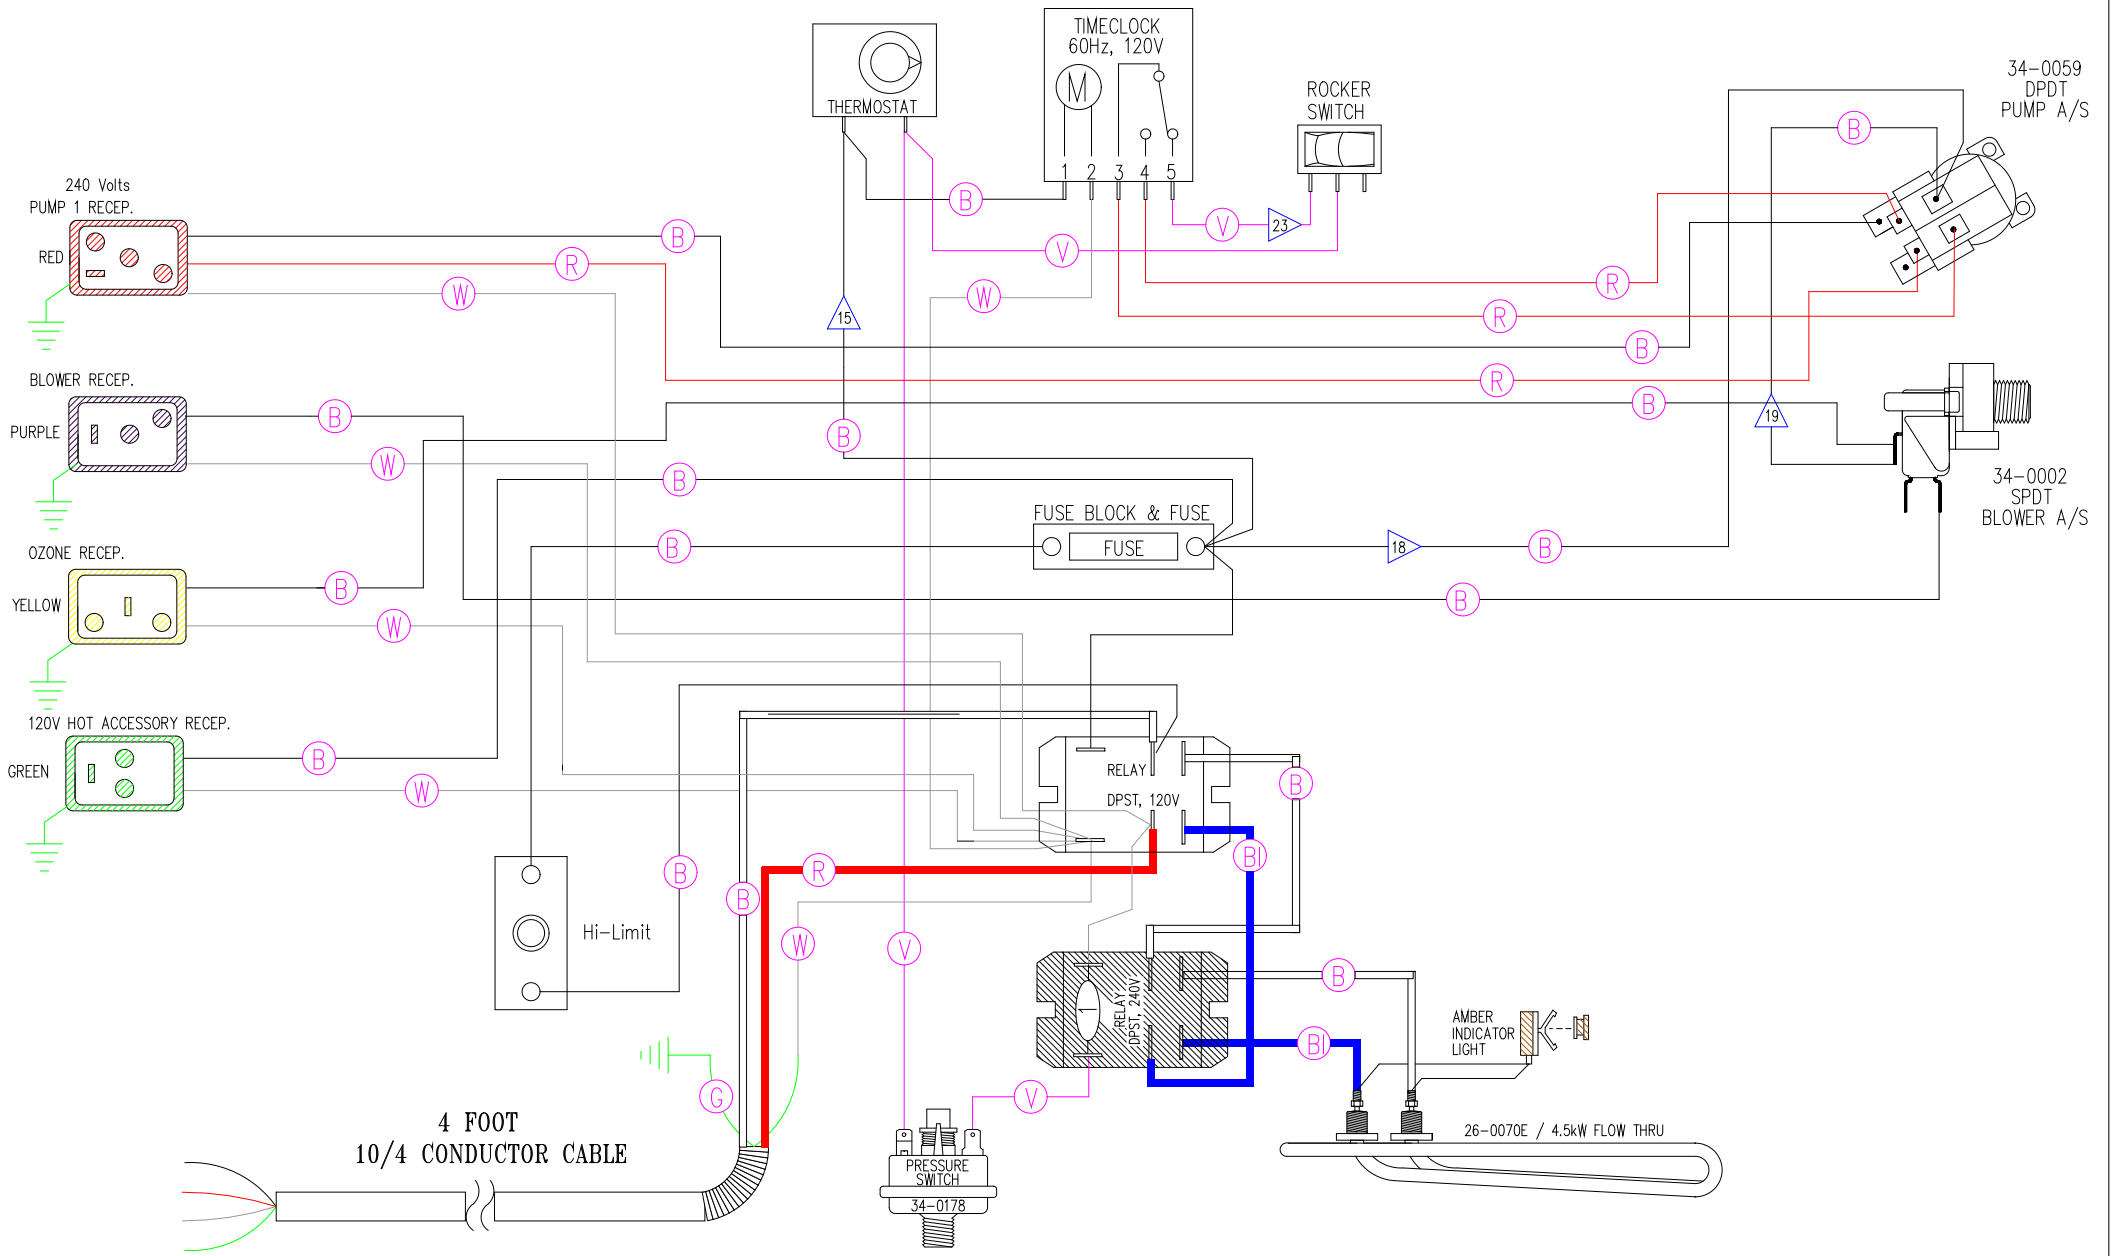 TIMECLOCK
60Hz, 120V
M
1 2 3 4 5
THERMOSTAT
ROCKER
SWITCH
34-0059
DPDT
PUMP A/S
B
240 Volts
PUMP 1 RECEP.
RED
B
R
W
B
V
23
V
W
R
R
B
R
15
BLOWER RECEP.
PURPLE
B
W
B
B
19
34-0002
SPDT
BLOWER A/S
B
FUSE BLOCK & FUSE
FUSE
B
18
B
OZONE RECEP.
YELLOW
B
W
B
120V HOT ACCESSORY RECEP.
GREEN
B
W
RELAY
DPST, 120V
B
R
B
B
BI
Hi-Limit
W
V
RELAY
DPST, 240V
1
B
BI
AMBER
INDICATOR
LIGHT
G
V
4 FOOT
10/4 CONDUCTOR CABLE
26-0070E / 4.5kW FLOW THRU
PRESSURE
SWITCH
34-0178